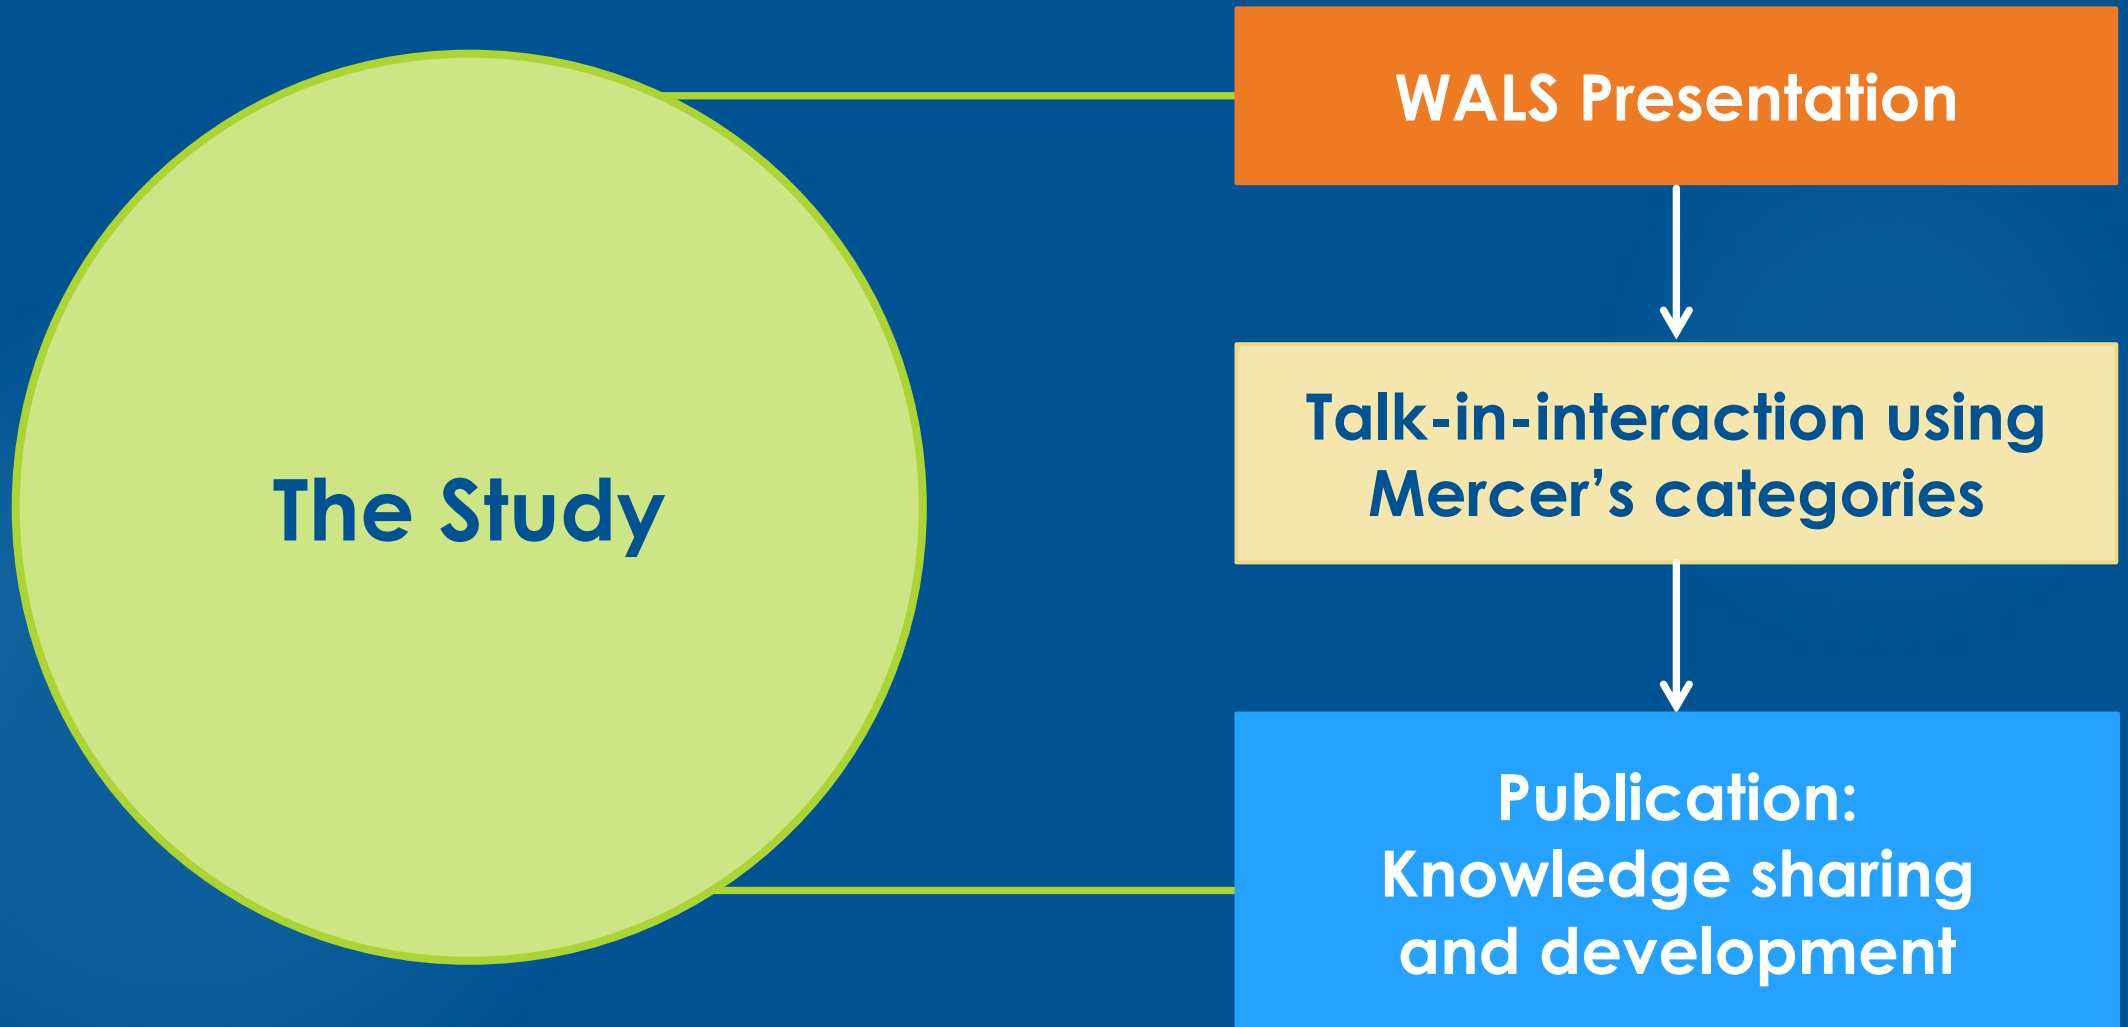 The Study
WALS Presentation
Talk-in-interaction using
Mercer’s categories
Publication:
Knowledge sharing
and development